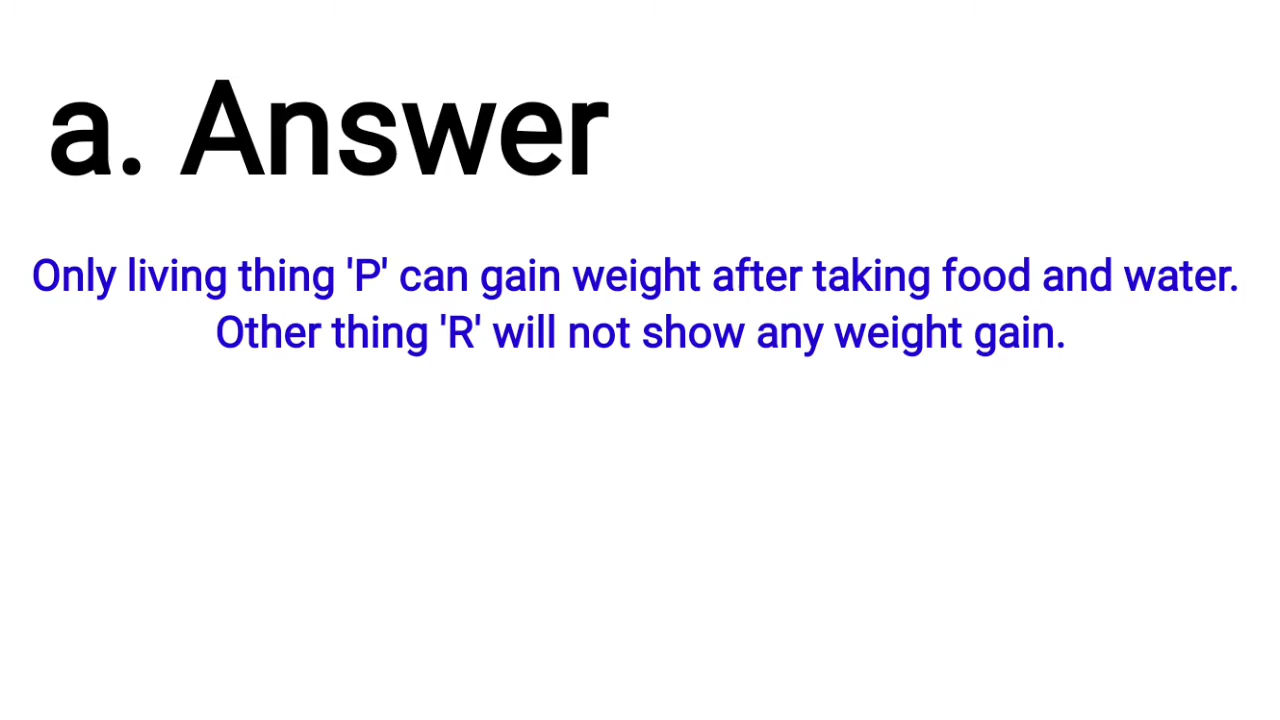 a. Answer
Only living thing 'P' can gain weight after taking food and water.
Other thing 'R' will not show any weight gain.